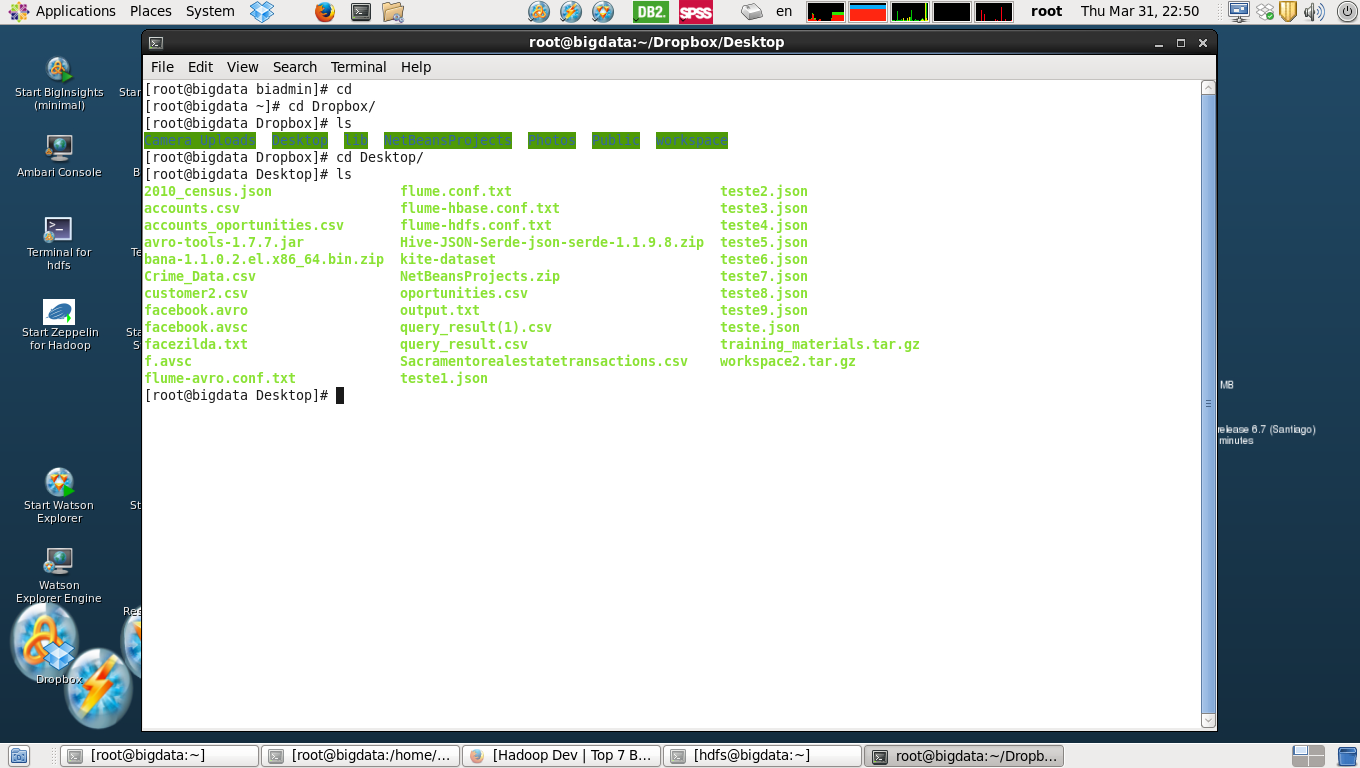 Applications Places System DB2. SPSS en root Thu Mar 31, 22:50
root@bigdata:~/Dropbox/Desktop
File Edit View Search Terminal Help
[root@bigdata biadmin]# cd
[root@bigdata ~]# cd Dropbox/
[root@bigdata Dropbox]# ls
Camera Uploads Desktop lib NetBeansProjects Photos Public workspace
[root@bigdata Dropbox]# cd Desktop/
[root@bigdata Desktop]# ls
2010_census.json flume.conf.txt teste2.json
accounts.csv flume-hbase.conf.txt teste3.json
accounts_oportunities.csv flume-hdfs.conf.txt teste4.json
avro-tools-1.7.7.jar Hive-JSON-Serde-json-serde-1.1.9.8.zip teste5.json
bana-1.1.0.2.el.x86_64.bin.zip kite-dataset teste6.json
Crime_Data.csv NetBeansProjects.zip teste7.json
customer2.csv oportunities.csv teste8.json
facebook.avro output.txt teste9.json
facebook.avsc query_result(1).csv teste.json
facezilda.txt query_result.csv training_materials.tar.gz
f.avsc Sacramentorealestatetransactions.csv workspace2.tar.gz
flume-avro.conf.txt teste1.json
[root@bigdata Desktop]#
Start BigInsights
(minimal)
Star
Ambari Console
B
Terminal for
hdfs
Te
Start Zeppelin
for Hadoop
Sta
S
Start Watson
Explorer
St
Watson
Explorer Engine
Res
Dropbox
MB
elease 6.7 (Santiago)
minutes
[root@bigdata:~]
[root@bigdata:/home/...
[Hadoop Dev | Top 7 B...
[hdfs@bigdata:~]
root@bigdata:~/Dropb...